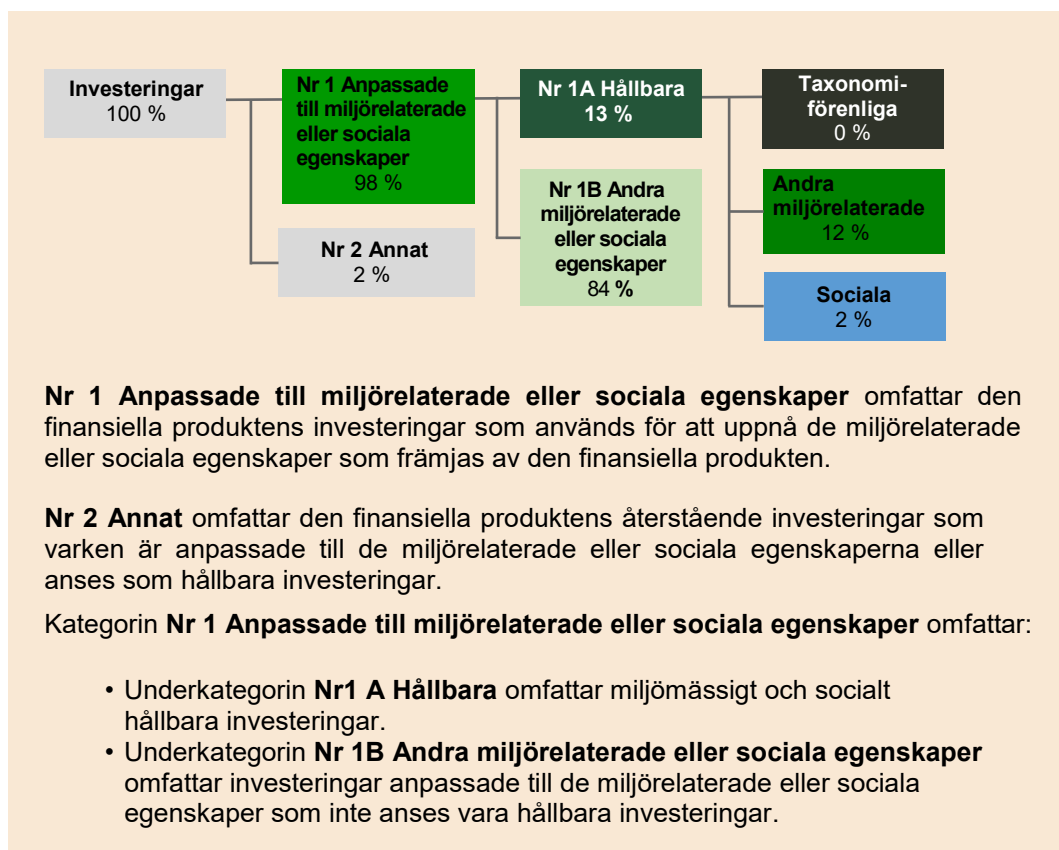 Investeringar
100 %
Nr 1 Anpassade
till miljörelaterade
eller sociala
egenskaper
98 %
Nr 2 Annat
2 %
Nr 1A Hållbara
13 %
Nr 1B Andra
miljörelaterade
eller sociala
egenskaper
84 %
Taxonomi-
förenliga
0 %
Andra
miljörelaterade
12 %
Sociala
2 %
Nr 1 Anpassade till miljörelaterade eller sociala egenskaper omfattar den
finansiella produktens investeringar som används för att uppnå de miljörelaterade
eller sociala egenskaper som främjas av den finansiella produkten.
Nr 2 Annat omfattar den finansiella produktens återstående investeringar som
varken är anpassade till de miljörelaterade eller sociala egenskaperna eller
anses som hållbara investeringar.
Kategorin Nr 1 Anpassade till miljörelaterade eller sociala egenskaper omfattar:
• Underkategorin Nr1 A Hållbara omfattar miljömässigt och socialt
hållbara investeringar.
• Underkategorin Nr 1B Andra miljörelaterade eller sociala egenskaper
omfattar investeringar anpassade till de miljörelaterade eller sociala
egenskaper som inte anses vara hållbara investeringar.